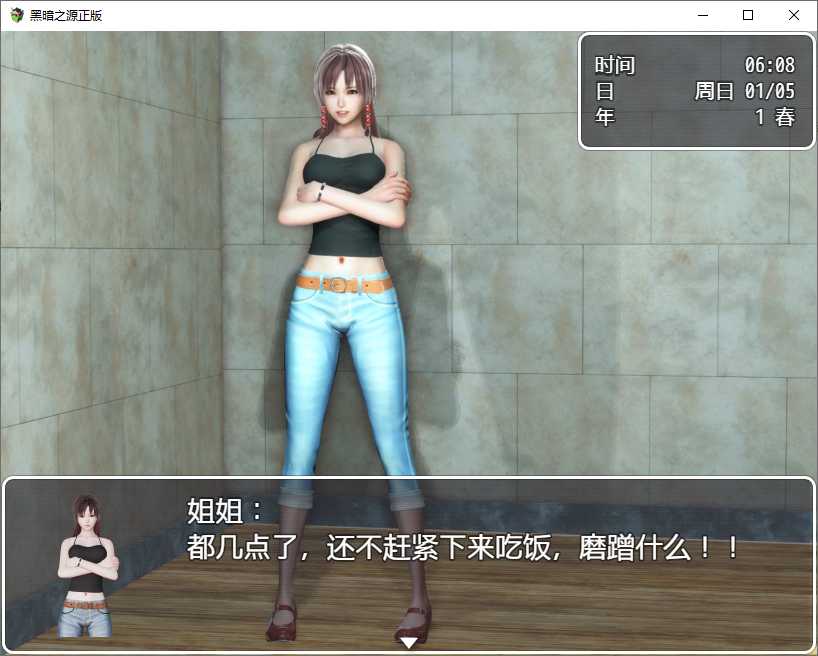 黑暗之源正版
时间 06:08
日 周日 01/05
年 1 春
姐姐：
都几点了，还不赶紧下来吃饭，磨蹭什么！！